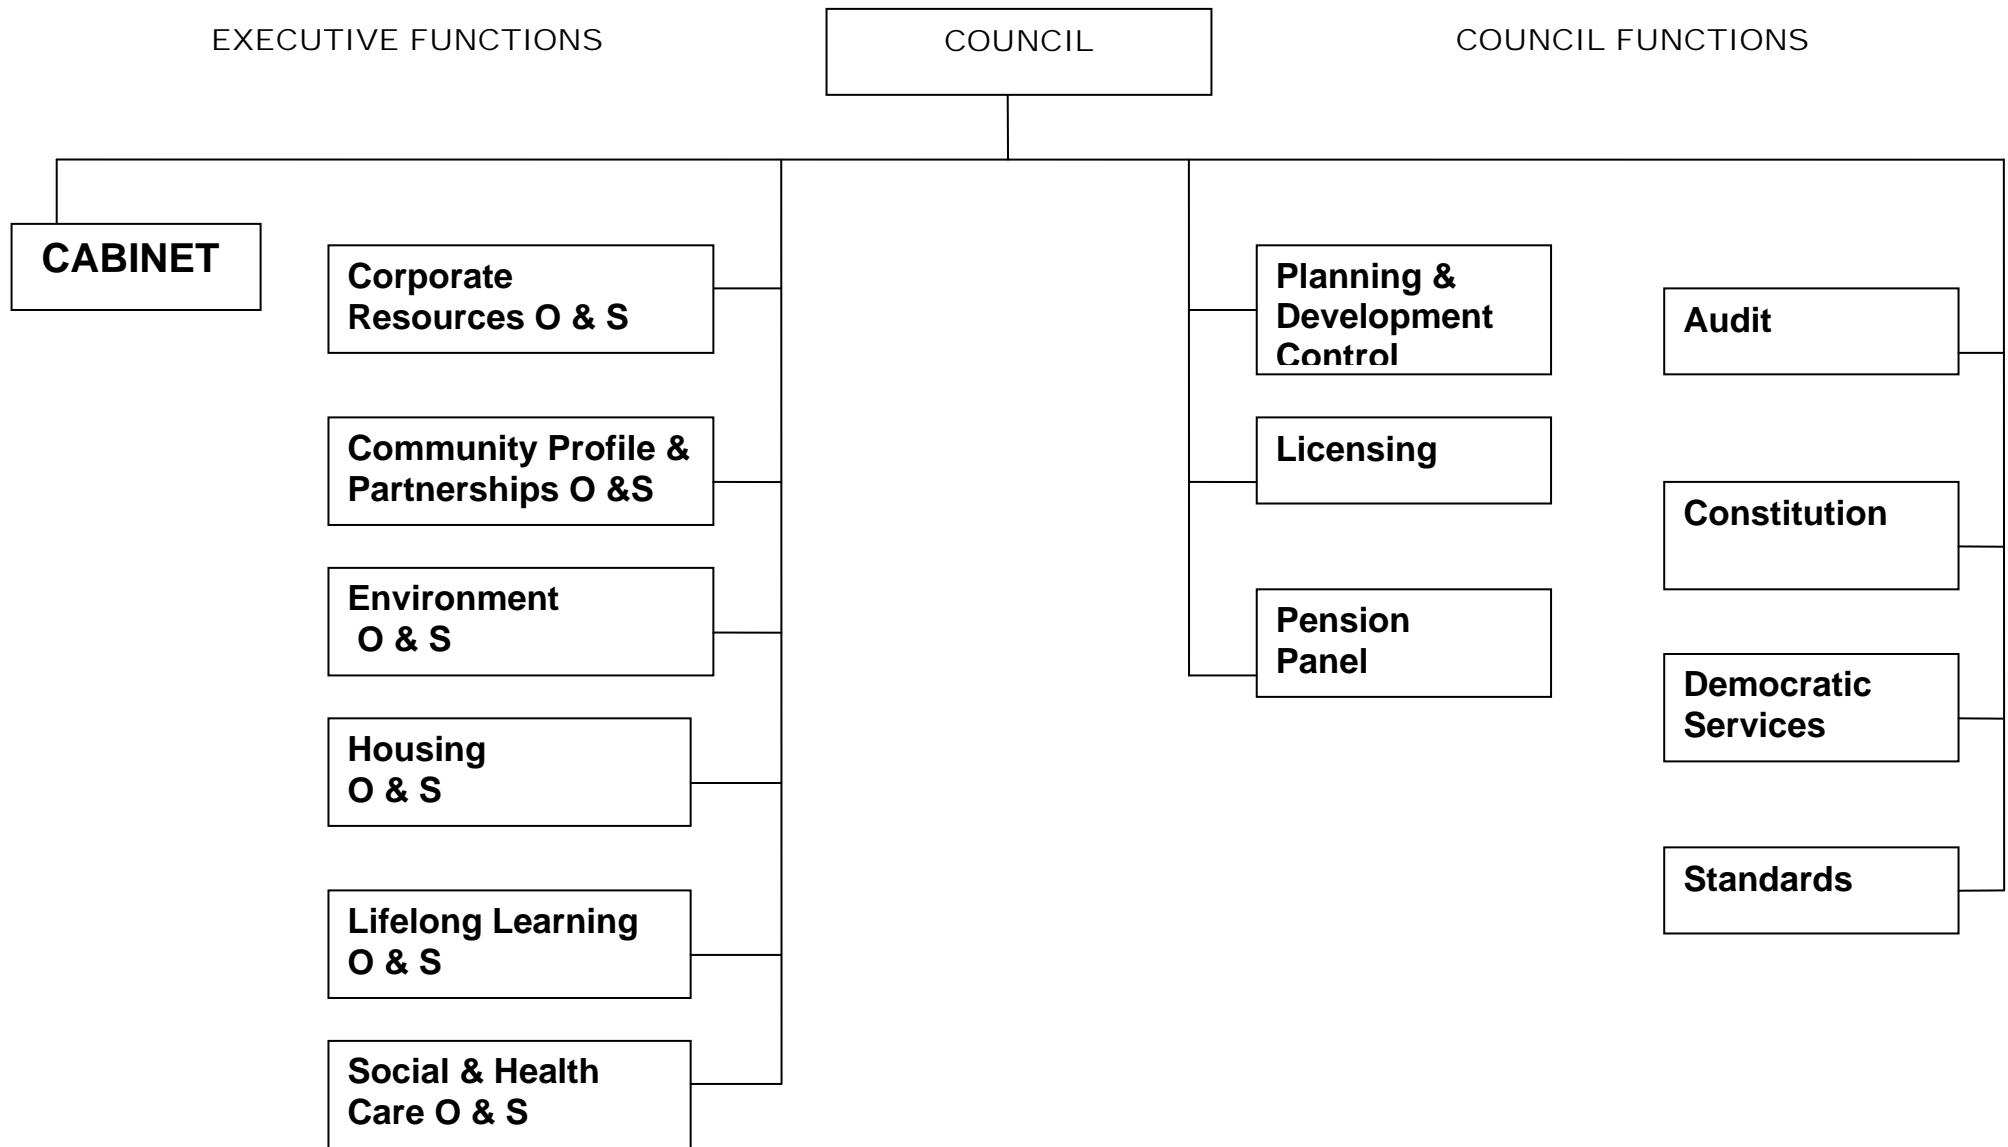 EXECUTIVE FUNCTIONS
COUNCIL
COUNCIL FUNCTIONS
CABINET
Corporate
Resources O & S
Community Profile &
Partnerships O &S
Environment
O & S
Housing
O & S
Lifelong Learning
O & S
Social & Health
Care O & S
Planning &
Development
Control
Licensing
Pension
Panel
Audit
Constitution
Democratic
Services
Standards